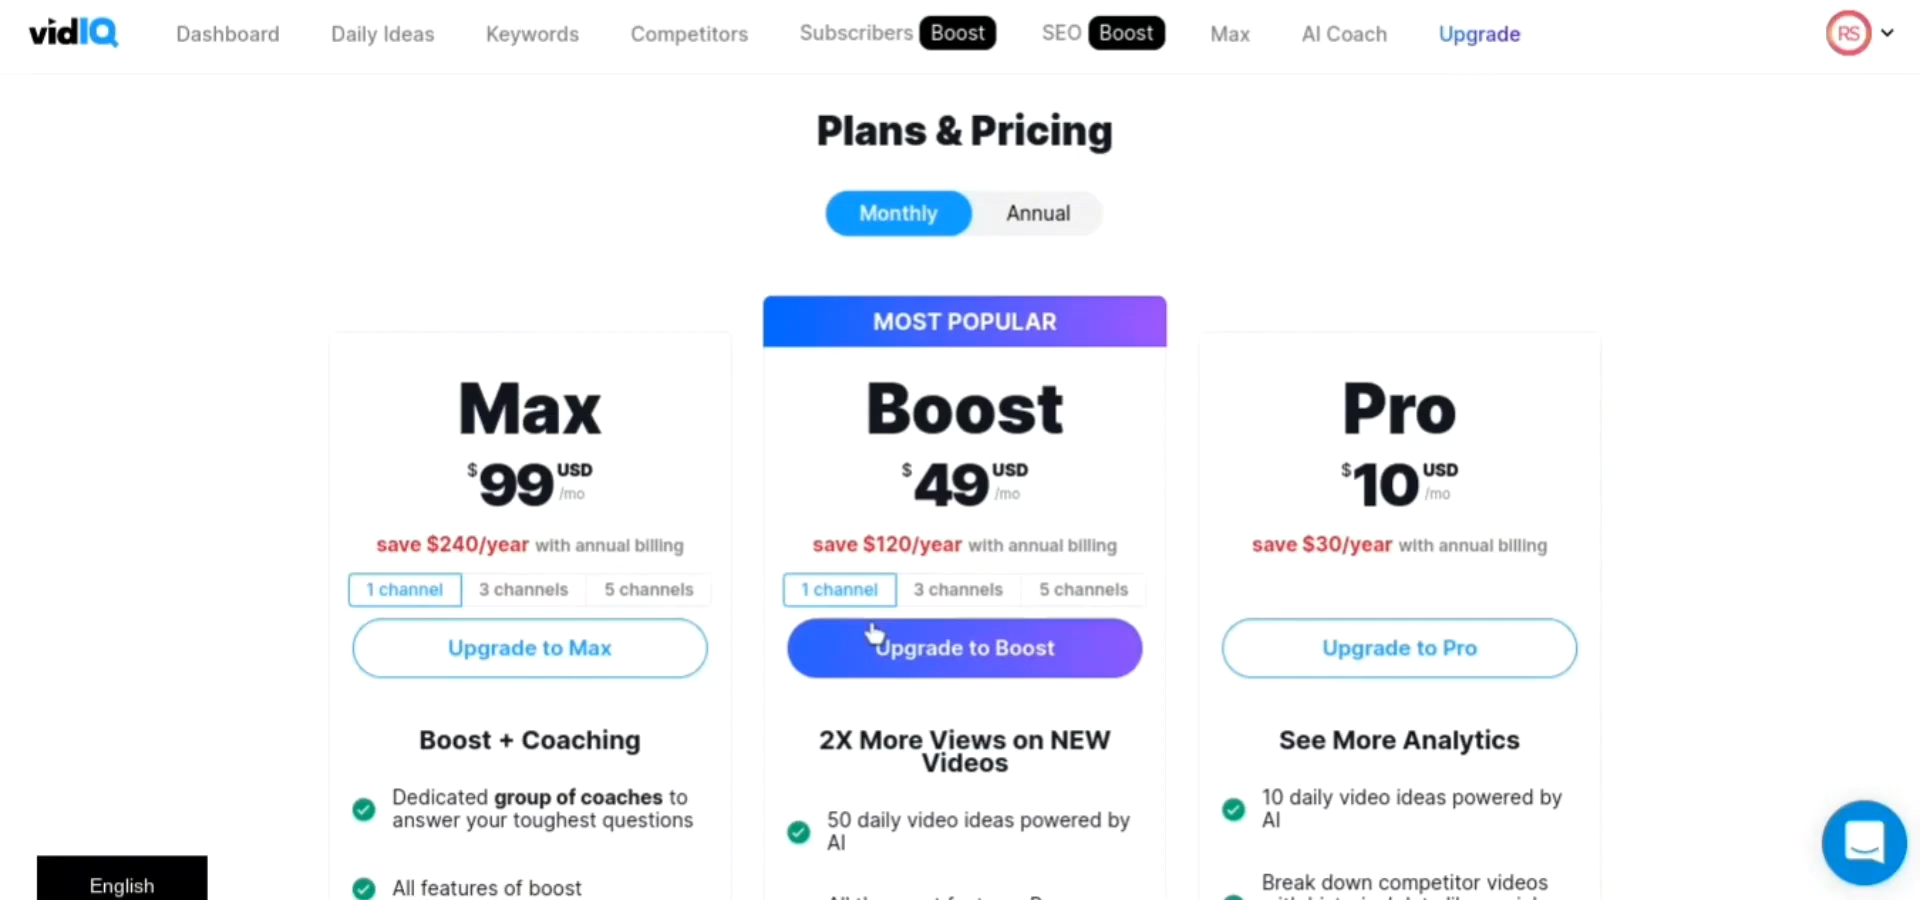 vidIQ Dashboard Daily Ideas Keywords Competitors Subscribers Boost SEO Boost Max AI Coach Upgrade RS
Plans & Pricing
Monthly Annual
MOST POPULAR
Max
$99 USD /mo
save $240/year with annual billing
1 channel 3 channels 5 channels
Upgrade to Max
Boost + Coaching
Dedicated group of coaches to
answer your toughest questions
All features of boost
Boost
$49 USD /mo
save $120/year with annual billing
1 channel 3 channels 5 channels
Upgrade to Boost
2X More Views on NEW
Videos
50 daily video ideas powered by
AI
Pro
$10 USD /mo
save $30/year with annual billing
Upgrade to Pro
See More Analytics
10 daily video ideas powered by
AI
Break down competitor videos
English